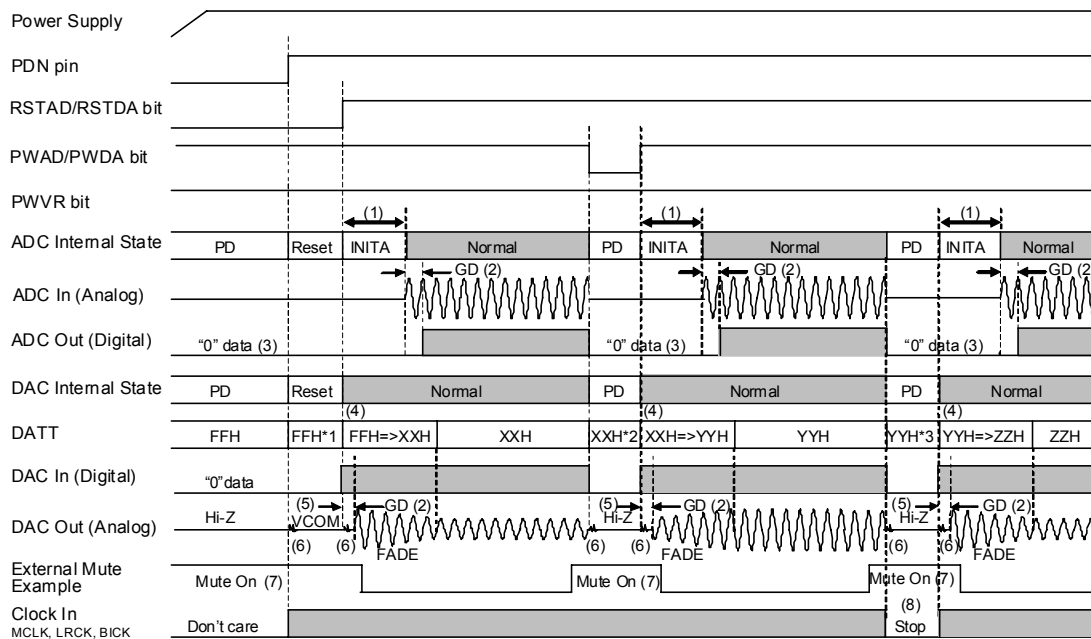 Power Supply
PDN pin
RSTAD/RSTDA bit
PWAD/PWDA bit
PWVR bit
(1) (1) (1)
ADC Internal State PD Reset INITA Normal PD INITA Normal PD INITA Normal
GD (2) GD (2) GD (2
ADC In (Analog)
ADC Out (Digital) "0" data (3) "0" data (3) "0" data (3)
DAC Internal State PD Reset Normal PD Normal PD Normal
(4) (4) (4)
DATT FFH FFH*1 FFH=>XXH XXH XXH*2 XXH=>YYH YYH YYH*3 YYH=>ZZH ZZH
DAC In (Digital) "0"data
(5) GD (2) (5) GD (2) (5) GD (2)
DAC Out (Analog) Hi-Z VCOM Hi-Z Hi-Z
(6) (6) FADE (6) (6) FADE (6) (6) FADE
External Mute
Example Mute On (7) Mute On (7) Mute On (7)
(8)
Clock In
MCLK, LRCK, BICK Don't care Stop